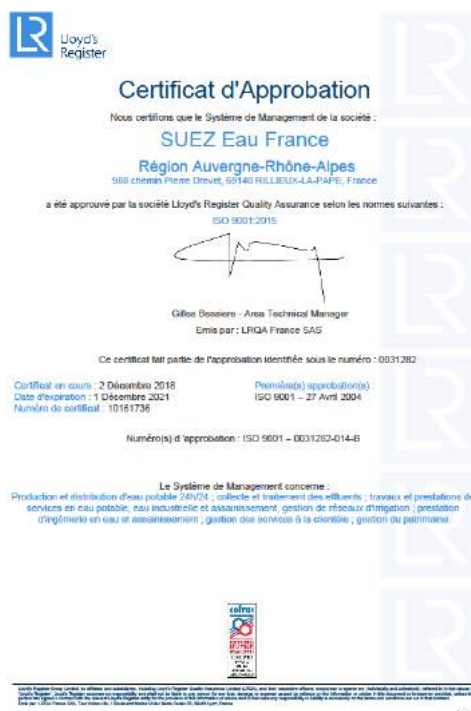 LR
Lloyd's
Register
Certificat d'Approbation
Nous certifions que le Système de Management de la société :
SUEZ Eau France
Région Auvergne-Rhône-Alpes
988 chemin Pierre Drevet, 69140 RILLIEUX-LA-PAPE, France
a été approuvé par la société Lloyd's Register Quality Assurance selon les normes suivantes :
ISO 9001:2015
Gilles Bessiere - Area Technical Manager
Emis par : LRQA France SAS
Ce certificat fait partie de l'approbation identifiée sous le numéro : 0031282
Certificat en cours : 2 Décembre 2018
Date d'expiration : 1 Décembre 2021
Numéro de certificat : 10161736
Première(s) approbation(s) :
ISO 9001 – 27 Avril 2004
Numéro(s) d'approbation : ISO 9001 – 0031282-014-B
Le Système de Management concerne :
Production et distribution d'eau potable 24h/24 ; collecte et traitement des effluents ; travaux et prestations de
services en eau potable, eau industrielle et assainissement, gestion de réseaux d'irrigation ; prestation
d'ingénierie en eau et assainissement ; gestion des services à la clientèle ; gestion du patrimoine.
cofrac